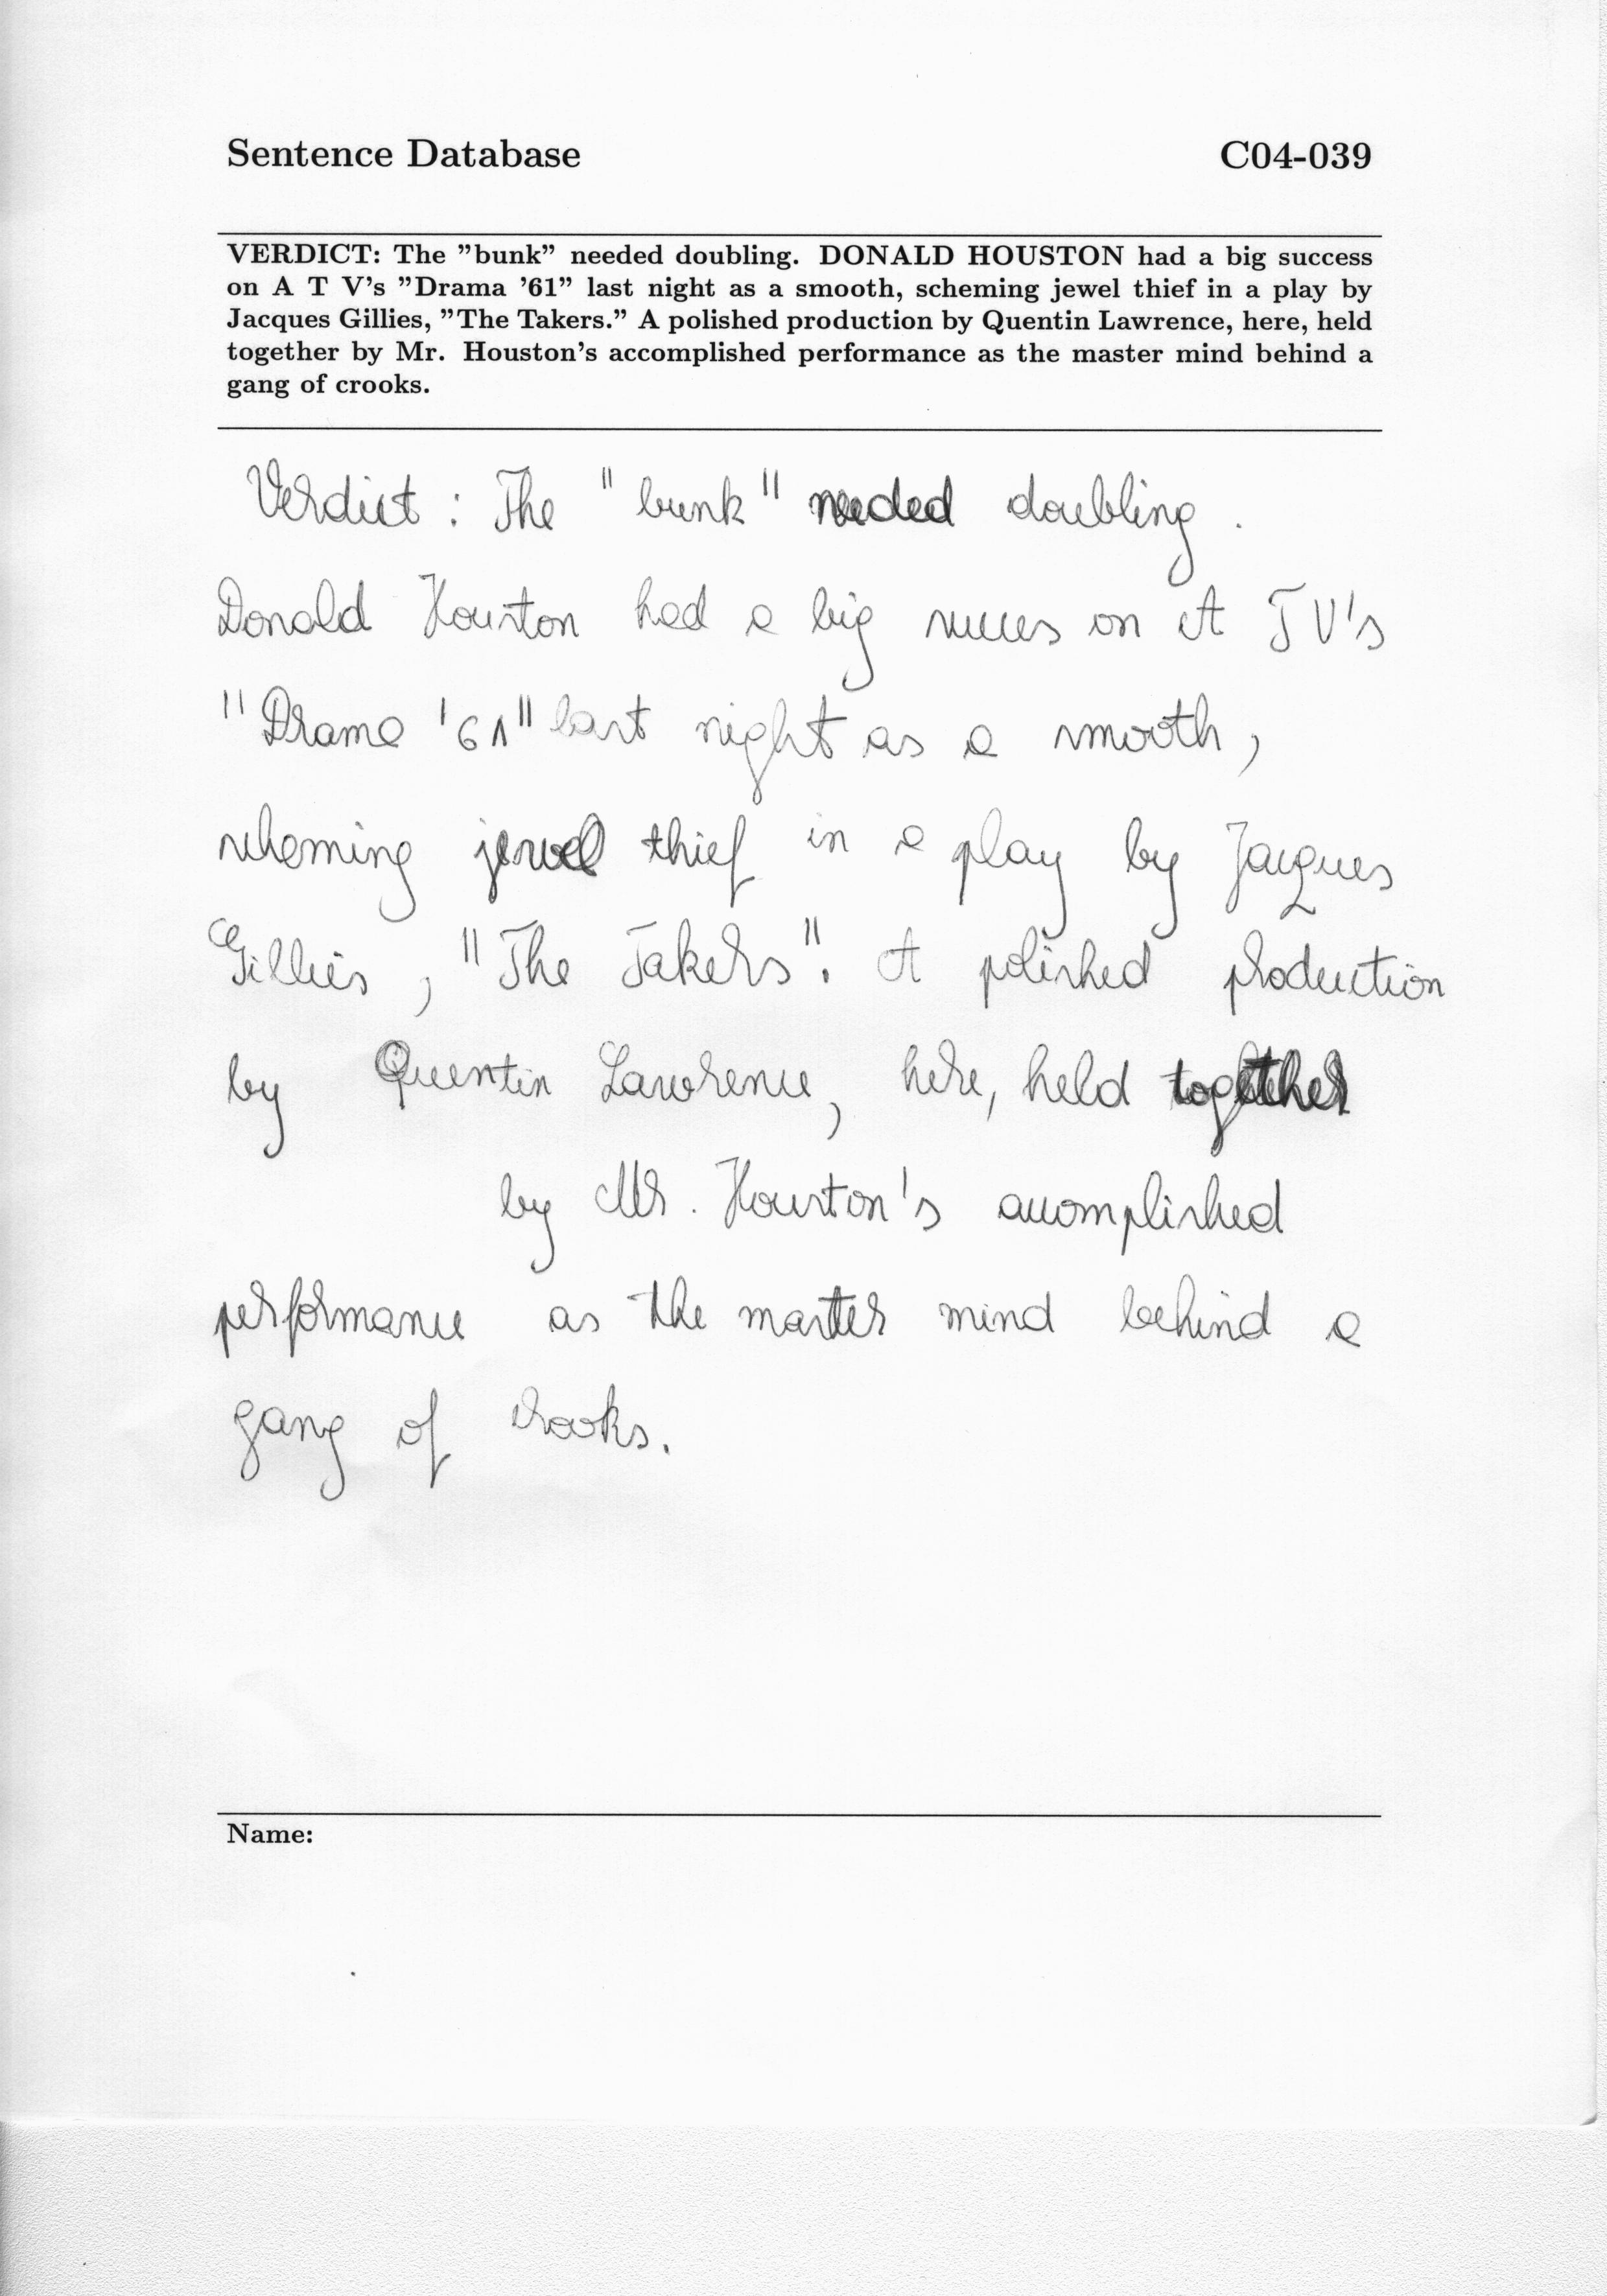 Sentence Database C04-039
VERDICT: The "bunk" needed doubling. DONALD HOUSTON had a big success
on A T V's "Drama '61" last night as a smooth, scheming jewel thief in a play by
Jacques Gillies, "The Takers." A polished production by Quentin Lawrence, here, held
together by Mr. Houston's accomplished performance as the master mind behind a
gang of crooks.
Verdict : The "bunk" needed doubling .
Donald Houston had a big success on A TV's
"Drama '61" last night as a smooth,
scheming jewel thief in a play by Jacques
Gillies , "The Takers". A polished production
by Quentin Lawrence, here, held together
by Mr. Houston's accomplished
performance as the master mind behind a
gang of crooks.
Name: